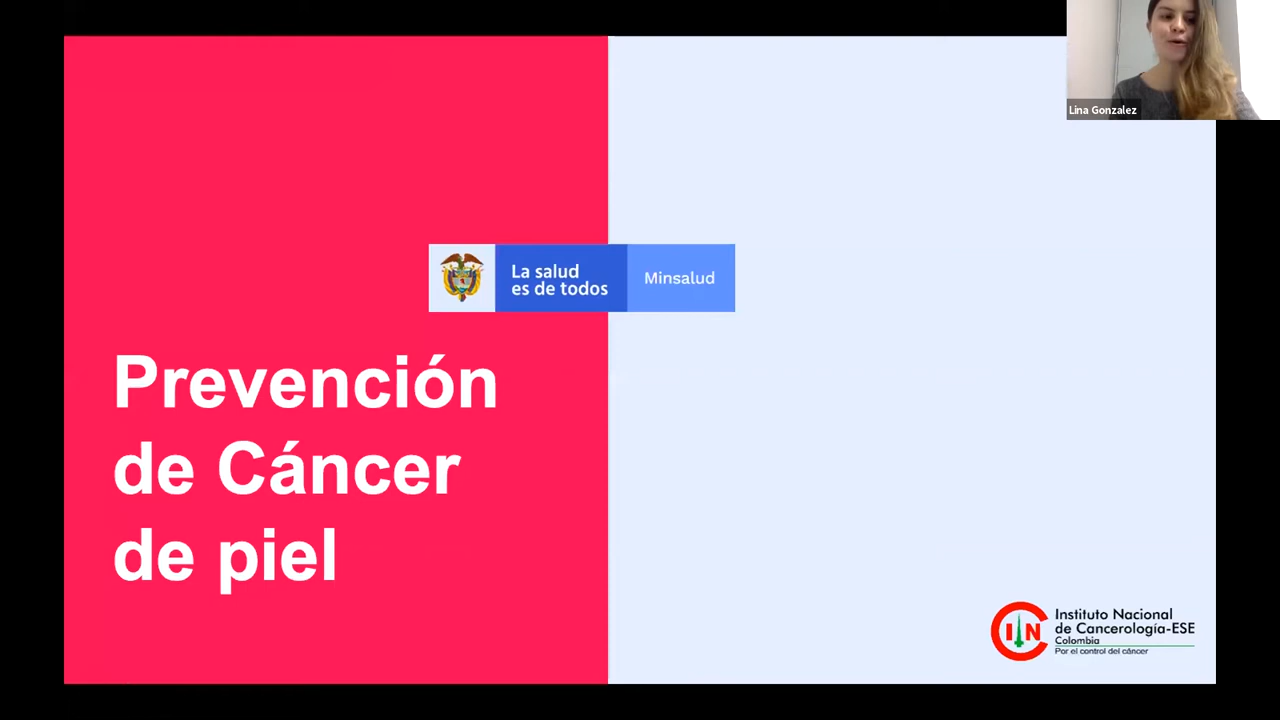 Lina Gonzalez
La salud
es de todos
Minsalud
Prevención
de Cáncer
de piel
Instituto Nacional
de Cancerología-ESE
Colombia
Por el control del cáncer